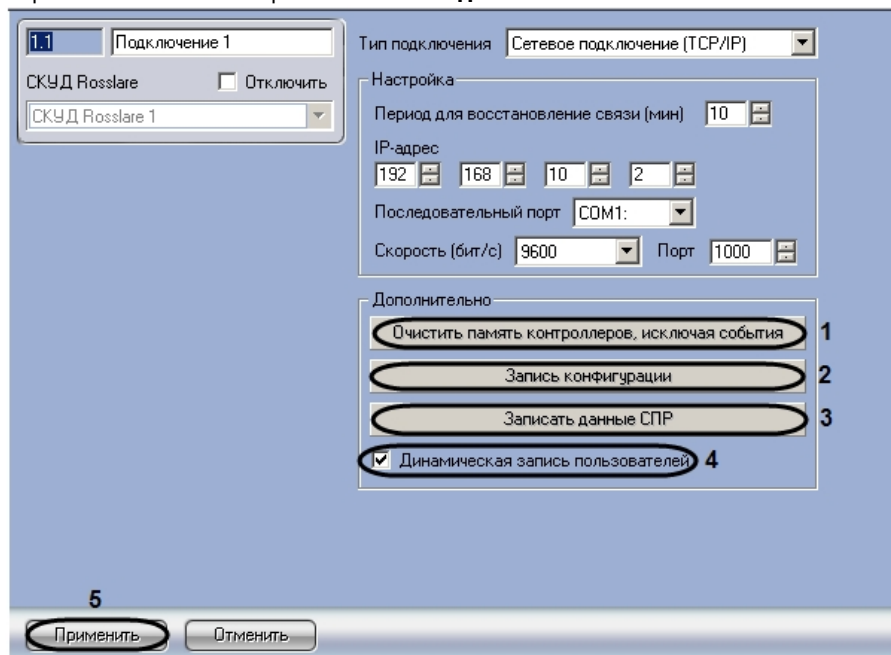 1.1 Подключение 1
СКУД Rosslare Отключить
СКУД Rosslare 1
Тип подключения Сетевое подключение (TCP/IP)
Настройка
Период для восстановление связи (мин) 10
IP-адрес
192 168 10 2
Последовательный порт COM1:
Скорость (бит/с) 9600 Порт 1000
Дополнительно
Очистить память контроллеров, исключая события 1
Запись конфигурации 2
Записать данные СПР 3
Динамическая запись пользователей 4
5
Применить Отменить